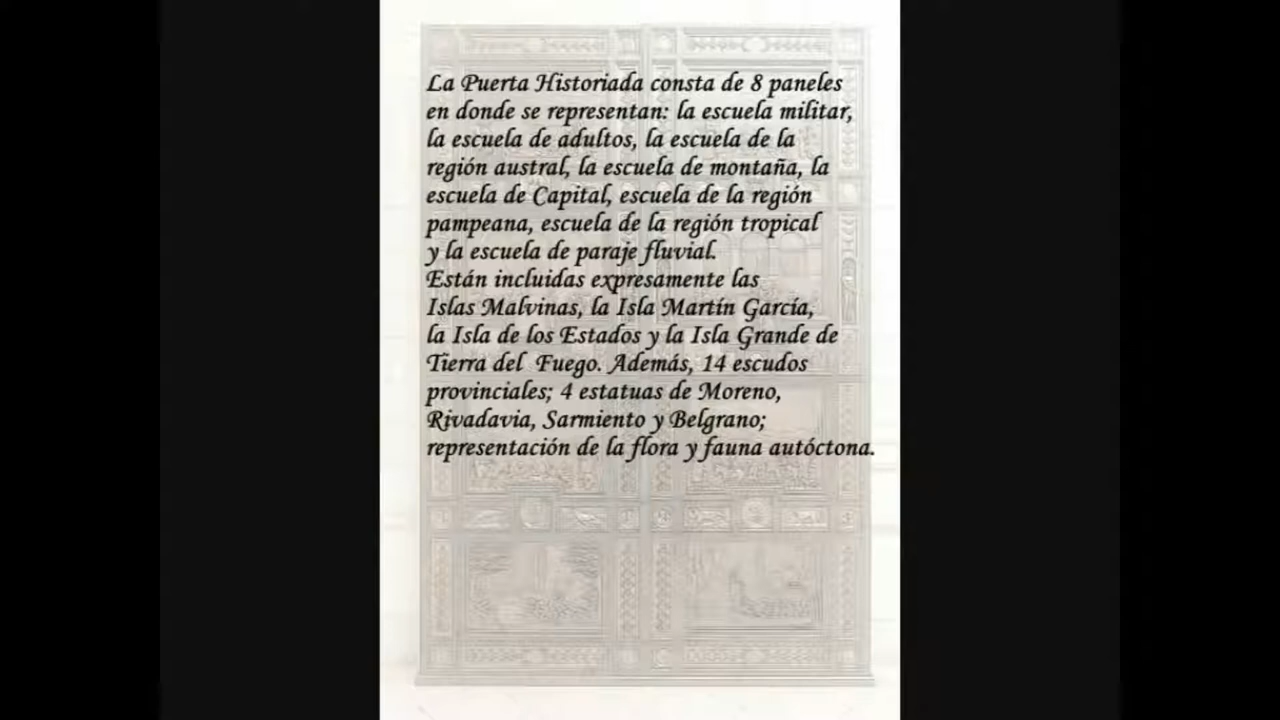 La Puerta Historiada consta de 8 paneles
en donde se representan: la escuela militar,
la escuela de adultos, la escuela de la
región austral, la escuela de montaña, la
escuela de Capital, escuela de la región
pampeana, escuela de la región tropical
y la escuela de paraje fluvial.
Están incluidas expresamente las
Islas Malvinas, la Isla Martín García,
la Isla de los Estados y la Isla Grande de
Tierra del Fuego. Además, 14 escudos
provinciales; 4 estatuas de Moreno,
Rivadavia, Sarmiento y Belgrano;
representación de la flora y fauna autóctona.